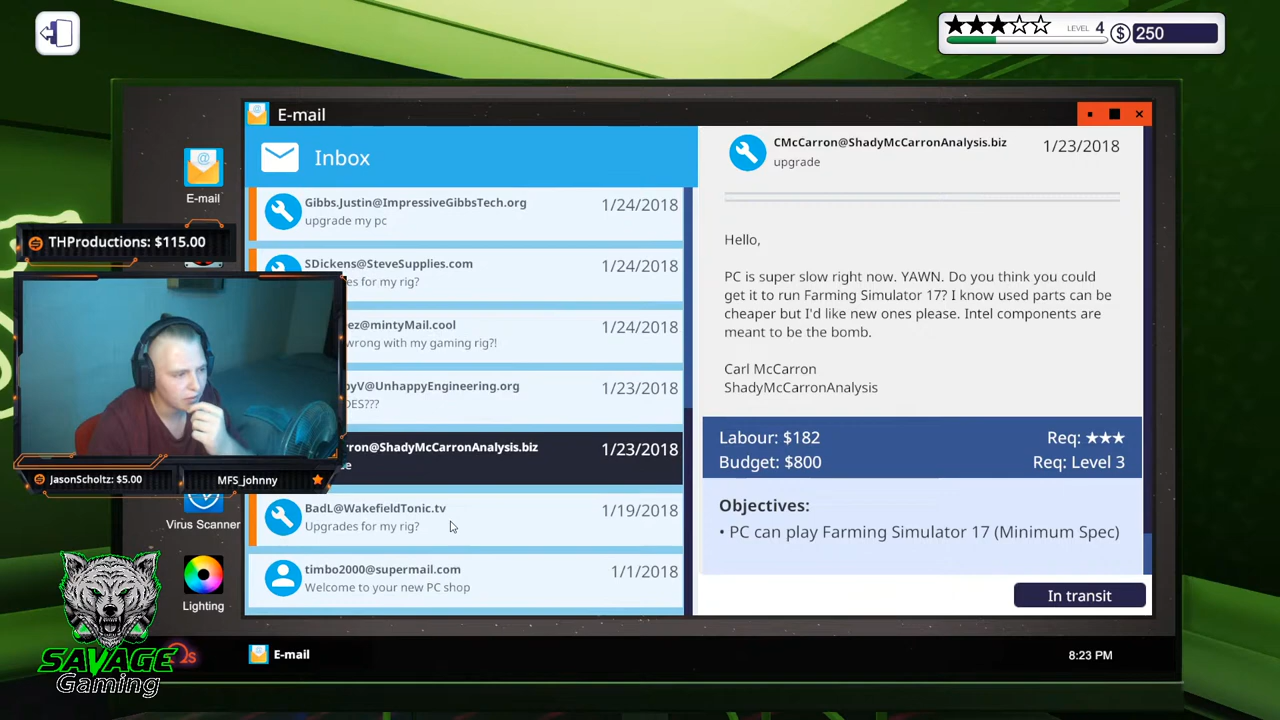 LEVEL 4
$ 250
E-mail
Inbox
CMcCarron@ShadyMcCarronAnalysis.biz
1/23/2018
upgrade
E-mail
Gibbs.Justin@ImpressiveGibbsTech.org
1/24/2018
upgrade my pc
SDickens@SteveSupplies.com
1/24/2018
es for my rig?
ez@mintyMail.cool
1/24/2018
wrong with my gaming rig?!
byV@UnhappyEngineering.org
1/23/2018
DES???
rron@ShadyMcCarronAnalysis.biz
1/23/2018
e
BadL@WakefieldTonic.tv
1/19/2018
Upgrades for my rig?
timbo2000@supermail.com
1/1/2018
Welcome to your new PC shop
Hello,
PC is super slow right now. YAWN. Do you think you could
get it to run Farming Simulator 17? I know used parts can be
cheaper but I'd like new ones please. Intel components are
meant to be the bomb.
Carl McCarron
ShadyMcCarronAnalysis
Labour: $182
Req: ★★★
Budget: $800
Req: Level 3
Objectives:
• PC can play Farming Simulator 17 (Minimum Spec)
In transit
THProductions: $115.00
JasonScholtz: $5.00
MFS_johnny
Virus Scanner
Lighting
SAVAGE
Gaming
E-mail
8:23 PM